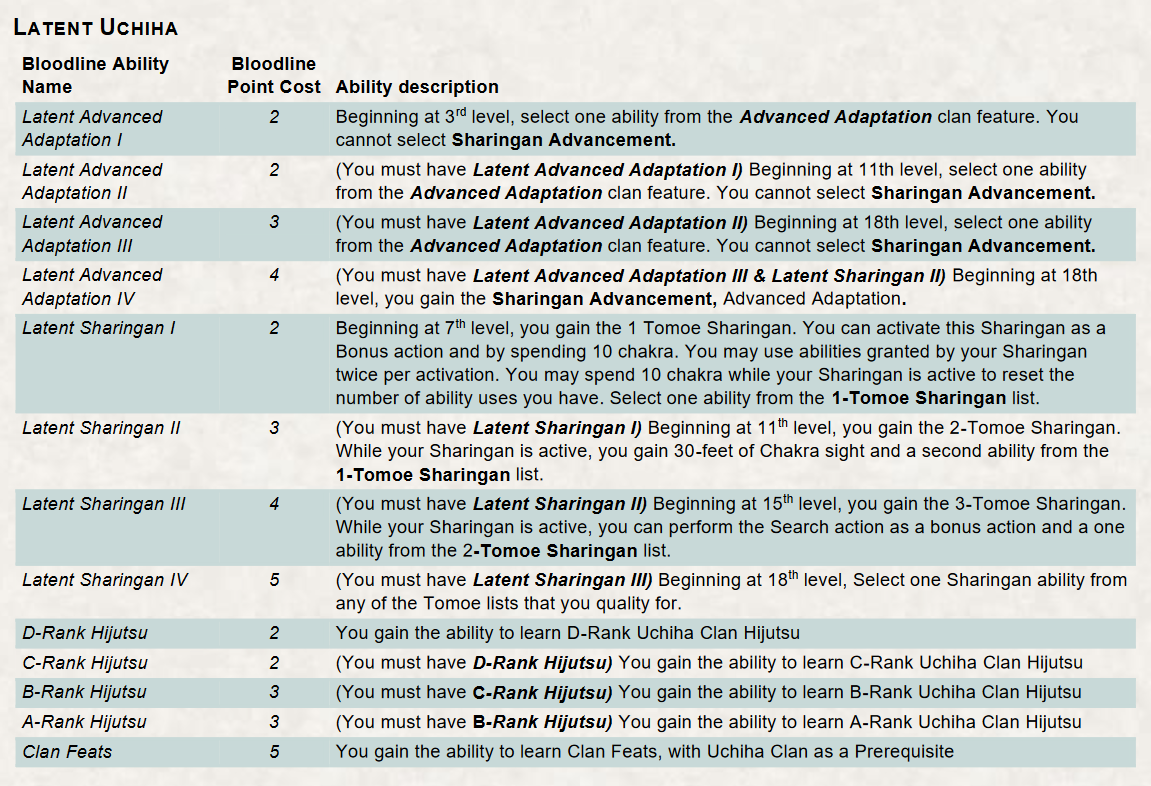 LATENT UCHIHA
Bloodline Ability Name Bloodline Point Cost Ability description
Latent Advanced Adaptation I 2 Beginning at 3rd level, select one ability from the Advanced Adaptation clan feature. You
cannot select Sharingan Advancement.
Latent Advanced Adaptation II 2 (You must have Latent Advanced Adaptation I) Beginning at 11th level, select one ability
from the Advanced Adaptation clan feature. You cannot select Sharingan Advancement.
Latent Advanced Adaptation III 3 (You must have Latent Advanced Adaptation II) Beginning at 18th level, select one ability
from the Advanced Adaptation clan feature. You cannot select Sharingan Advancement.
Latent Advanced Adaptation IV 4 (You must have Latent Advanced Adaptation III & Latent Sharingan II) Beginning at 18th
level, you gain the Sharingan Advancement, Advanced Adaptation.
Latent Sharingan I 2 Beginning at 7th level, you gain the 1 Tomoe Sharingan. You can activate this Sharingan as a
Bonus action and by spending 10 chakra. You may use abilities granted by your Sharingan
twice per activation. You may spend 10 chakra while your Sharingan is active to reset the
number of ability uses you have. Select one ability from the 1-Tomoe Sharingan list.
Latent Sharingan II 3 (You must have Latent Sharingan I) Beginning at 11th level, you gain the 2-Tomoe Sharingan.
While your Sharingan is active, you gain 30-feet of Chakra sight and a second ability from the
1-Tomoe Sharingan list.
Latent Sharingan III 4 (You must have Latent Sharingan II) Beginning at 15th level, you gain the 3-Tomoe Sharingan.
While your Sharingan is active, you can perform the Search action as a bonus action and a one
ability from the 2-Tomoe Sharingan list.
Latent Sharingan IV 5 (You must have Latent Sharingan III) Beginning at 18th level, Select one Sharingan ability from
any of the Tomoe lists that you quality for.
D-Rank Hijutsu 2 You gain the ability to learn D-Rank Uchiha Clan Hijutsu
C-Rank Hijutsu 2 (You must have D-Rank Hijutsu) You gain the ability to learn C-Rank Uchiha Clan Hijutsu
B-Rank Hijutsu 3 (You must have C-Rank Hijutsu) You gain the ability to learn B-Rank Uchiha Clan Hijutsu
A-Rank Hijutsu 3 (You must have B-Rank Hijutsu) You gain the ability to learn A-Rank Uchiha Clan Hijutsu
Clan Feats 5 You gain the ability to learn Clan Feats, with Uchiha Clan as a Prerequisite